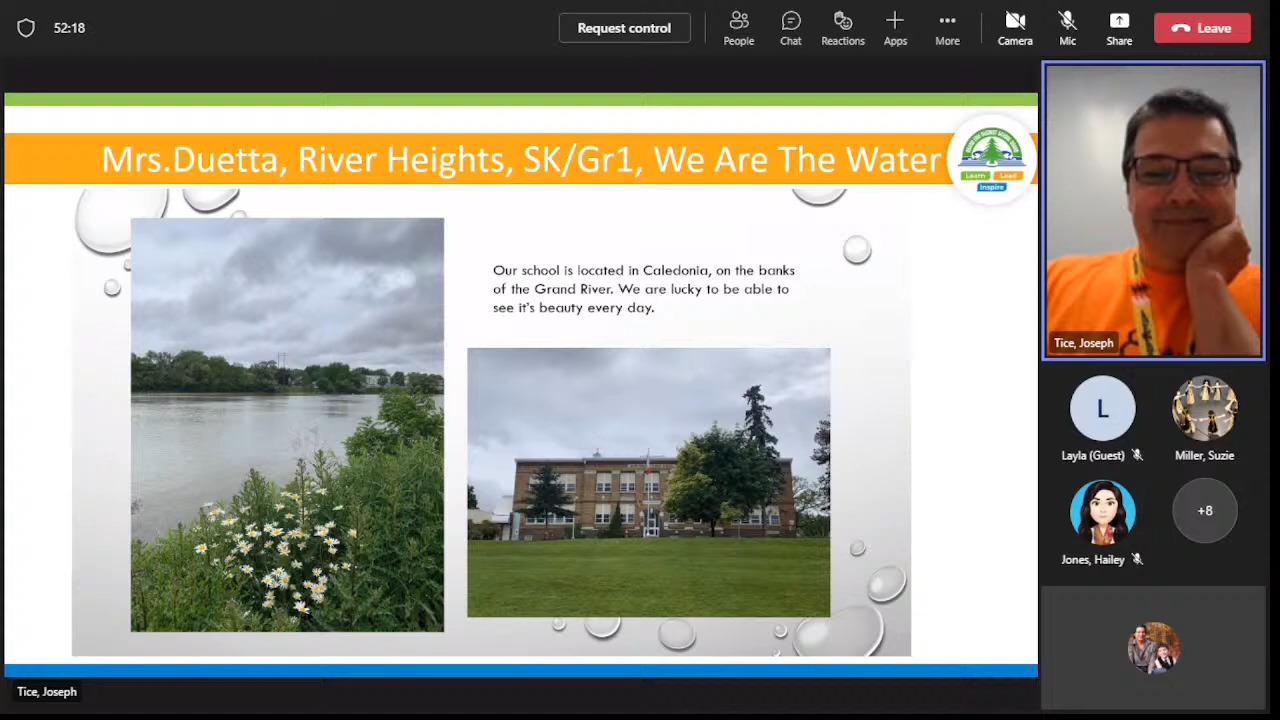 52:18
Request control
People
Chat
Reactions
Apps
More
Camera
Mic
Share
Leave
Mrs.Duetta, River Heights, SK/Gr1, We Are The Water
Learn
Lead
Inspire
Our school is located in Caledonia, on the banks
of the Grand River. We are lucky to be able to
see it's beauty every day.
Tice, Joseph
L
Layla (Guest)
Miller, Suzie
Jones, Hailey
+8
Tice, Joseph